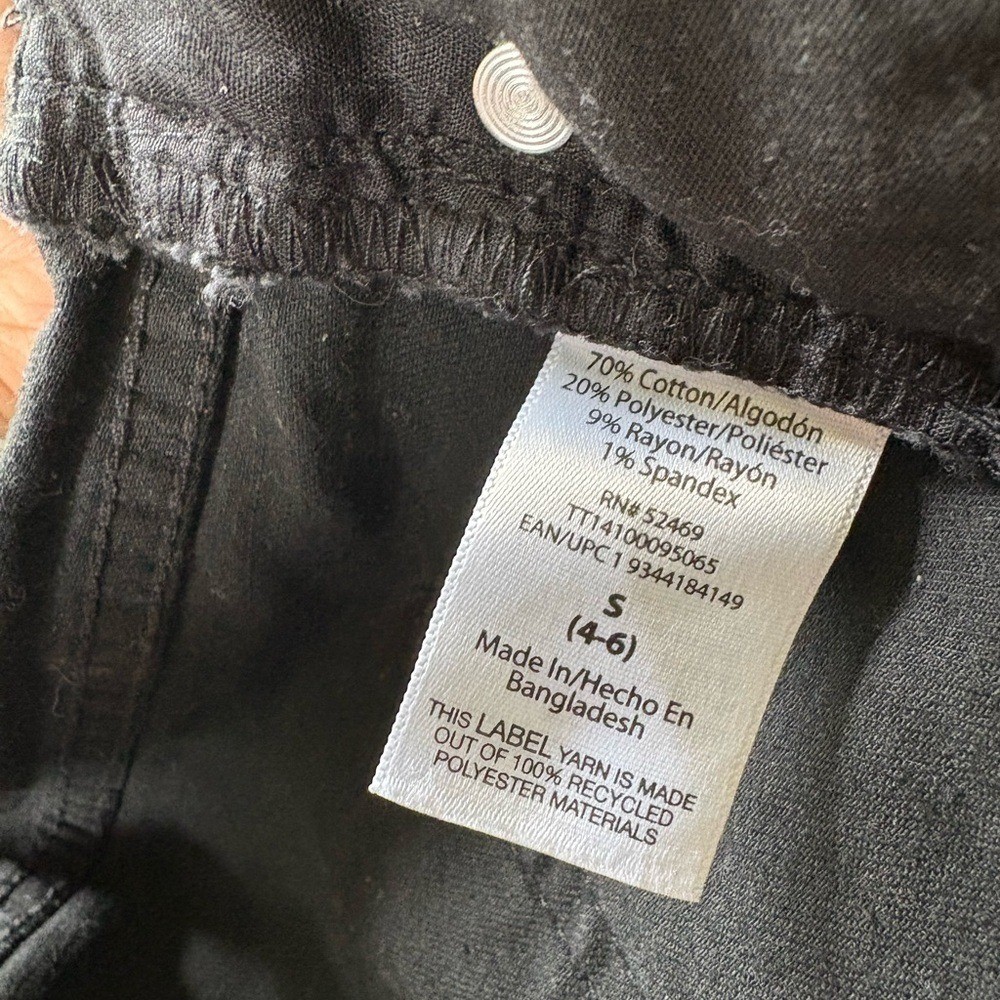 70% Cotton/Algodón
20% Polyester/Poliéster
9% Rayon/Rayón
1% Spandex
RN# 52469
TT14100095065
EAN/UPC 1 9344184149
S
(4-6)
Made In/Hecho En
Bangladesh
THIS LABEL YARN IS MADE
OUT OF 100% RECYCLED
POLYESTER MATERIALS